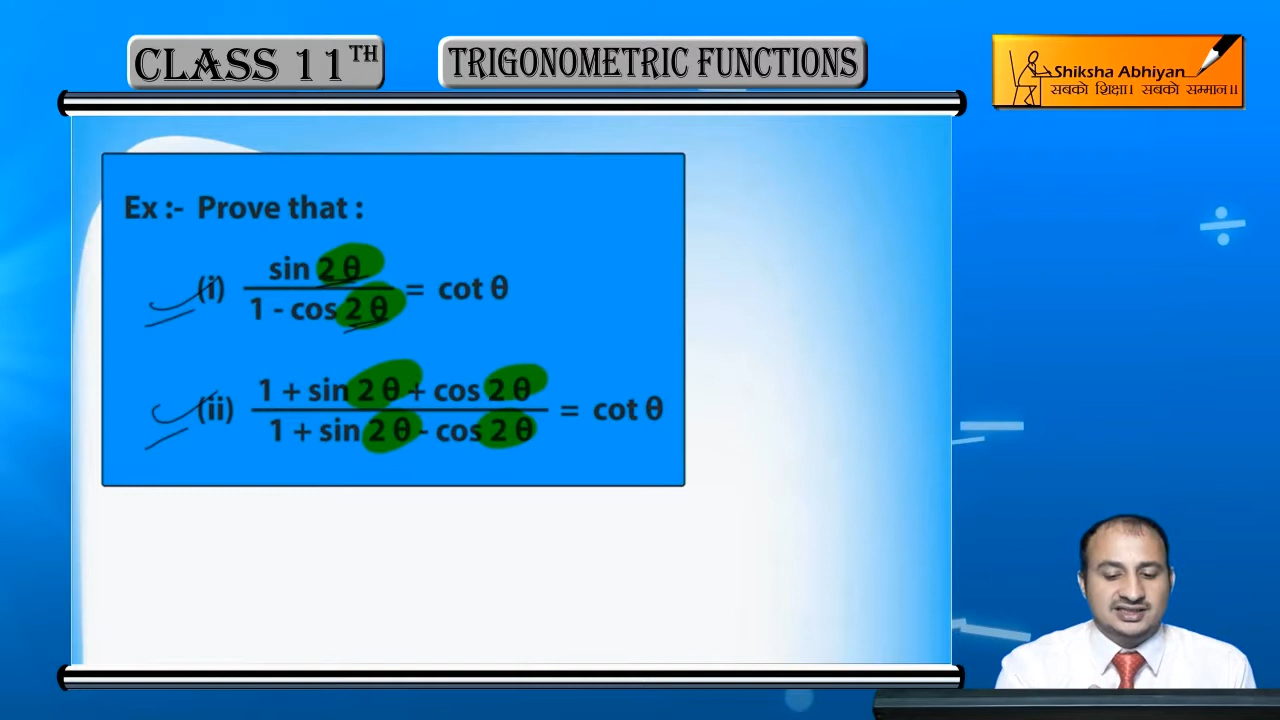 CLASS 11TH
TRIGONOMETRIC FUNCTIONS
Shiksha Abhiyan
सबको शिक्षा। सबको सम्मान॥
Ex :- Prove that :
(i) sin 2 θ / 1 - cos 2 θ = cot θ
(ii) 1 + sin 2 θ + cos 2 θ / 1 + sin 2 θ - cos 2 θ = cot θ